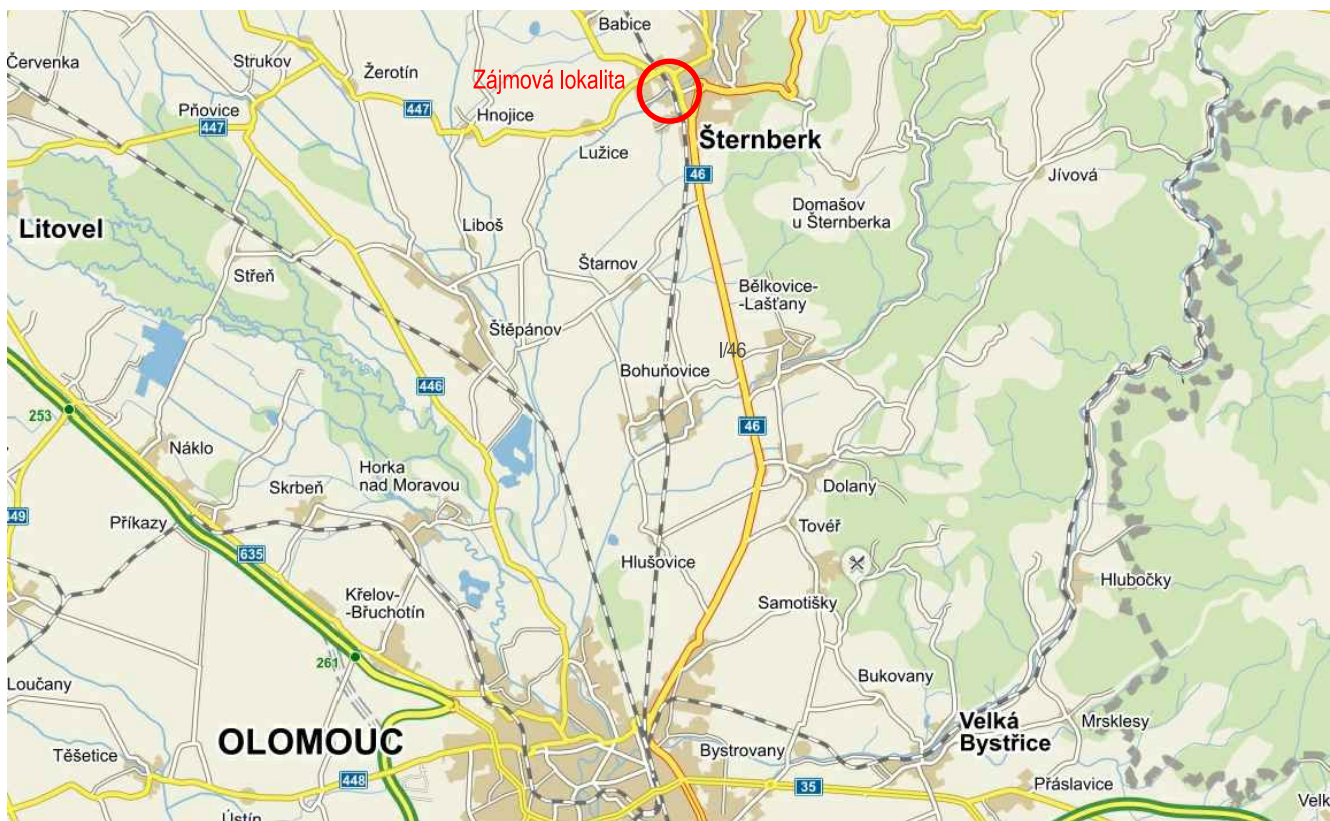 Babice
Červenka
Strukov
Žerotín
Zájmová lokalita
Pňovice
447
447
Hnojice
Lužice
Šternberk
46
Jívová
Domašov
u Šternberka
Litovel
Liboš
Střeň
Štarnov
Bělkovice-
-Lašťany
Štěpánov
I/46
Bohuňovice
446
253
46
Náklo
Horka
nad Moravou
Skrbeň
Dolany
449
Příkazy
Tovéř
635
Hlušovice
Hlubočky
Křelov-
-Břuchotín
Samotišky
261
Loučany
Bukovany
OLOMOUC
Velká
Bystřice
Mrsklesy
Bystrovany
Těšetice
448
35
Přáslavice
Velk
Ústín